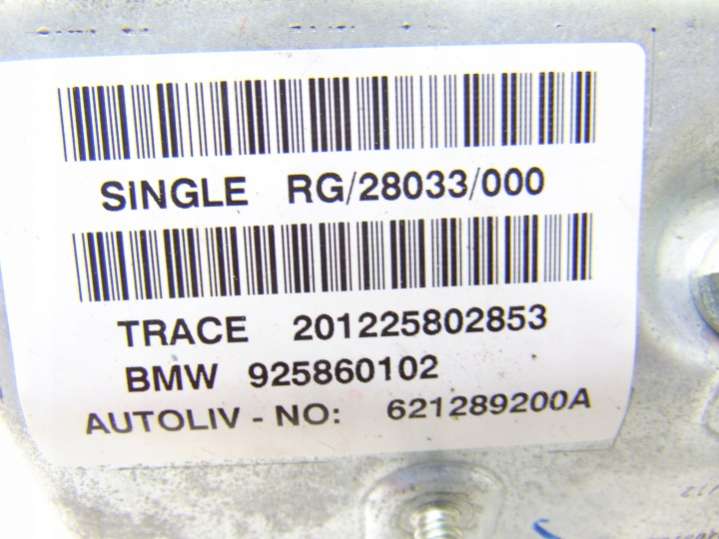 SINGLE RG/28033/000
TRACE 201225802853
BMW 925860102
AUTOLIV - NO: 621289200A